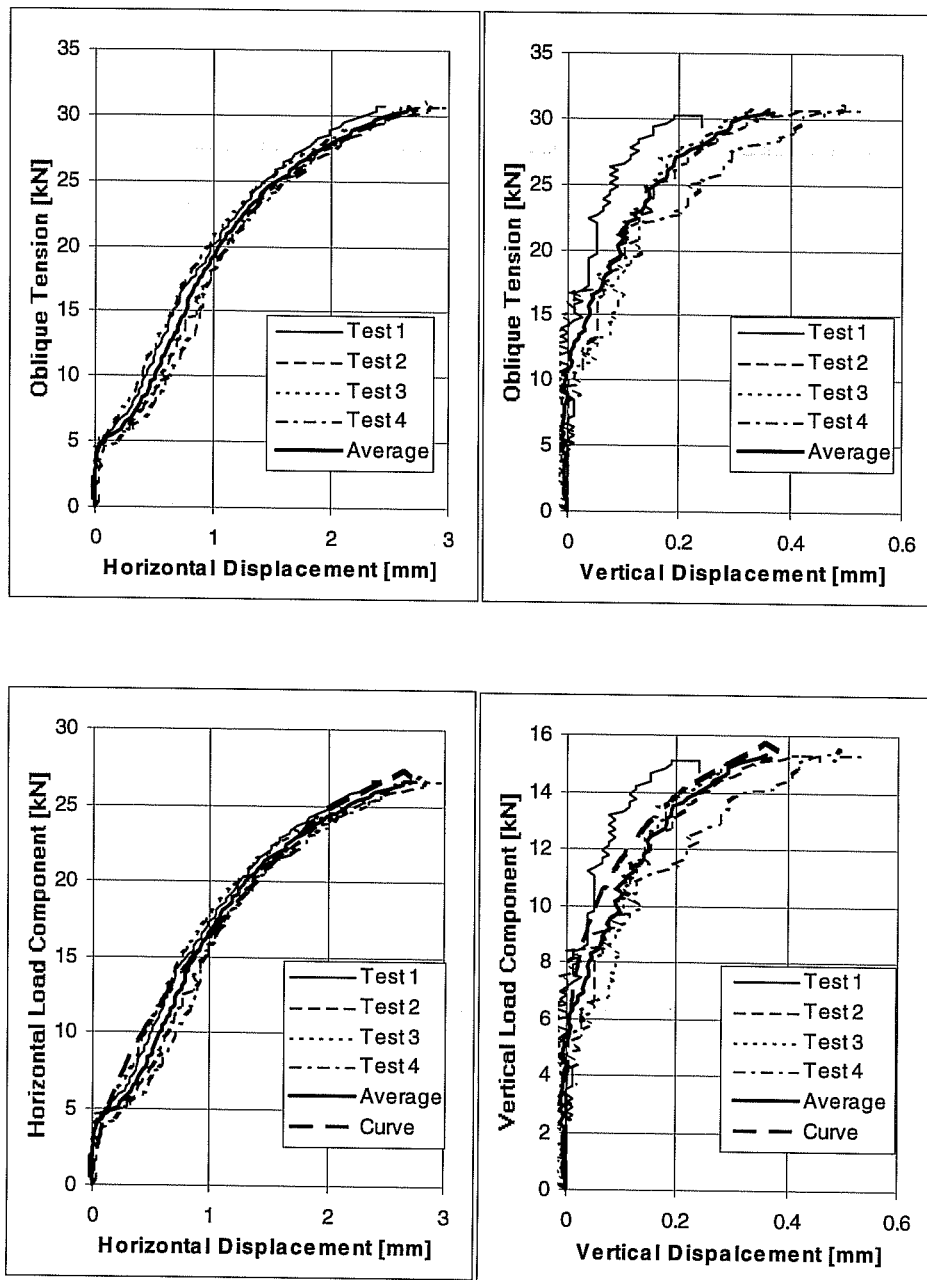 35
30
25
20
15
10
5
0
Oblique Tension [kN]
0 1 2 3
Horizontal Displacement [mm]
Test 1
Test 2
Test 3
Test 4
Average
35
30
25
20
15
10
5
0
Oblique Tension [kN]
0 0.2 0.4 0.6
Vertical Displacement [mm]
Test 1
Test 2
Test 3
Test 4
Average
30
25
20
15
10
5
0
Horizontal Load Component [kN]
0 1 2 3
Horizontal Displacement [mm]
Test 1
Test 2
Test 3
Test 4
Average
Curve
16
14
12
10
8
6
4
2
0
Vertical Load Component [kN]
0 0.2 0.4 0.6
Vertical Dispalcement [mm]
Test 1
Test 2
Test 3
Test 4
Average
Curve